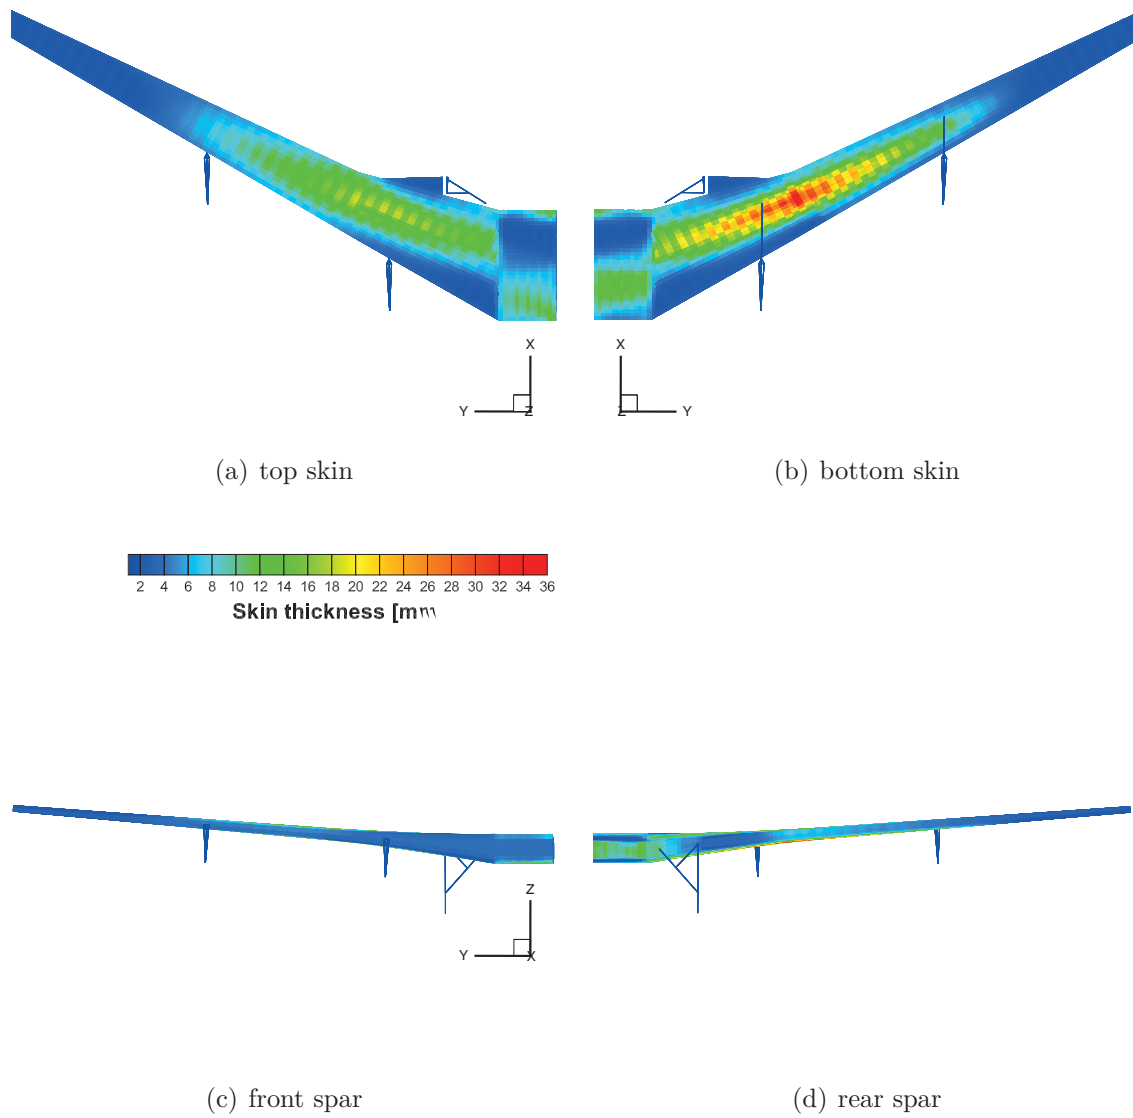 X
Y
Z
X
Z
Y
(a) top skin
(b) bottom skin
2 4 6 8 10 12 14 16 18 20 22 24 26 28 30 32 34 36
Skin thickness [m
Z
Y
X
(c) front spar
(d) rear spar